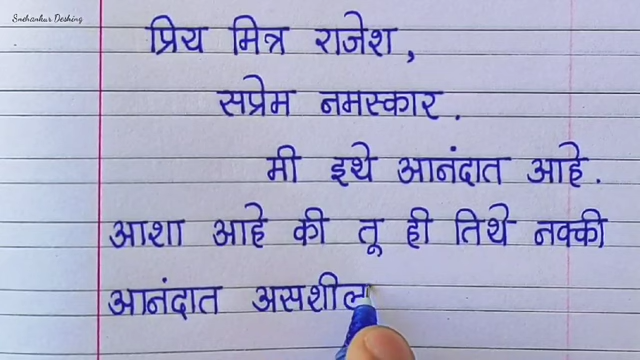 Snehankur Deshing
प्रिय मित्र राजेश,
सप्रेम नमस्कार.
मी इथे आनंदात आहे.
आशा आहे की तू ही तिथे नक्की
आनंदात असशील